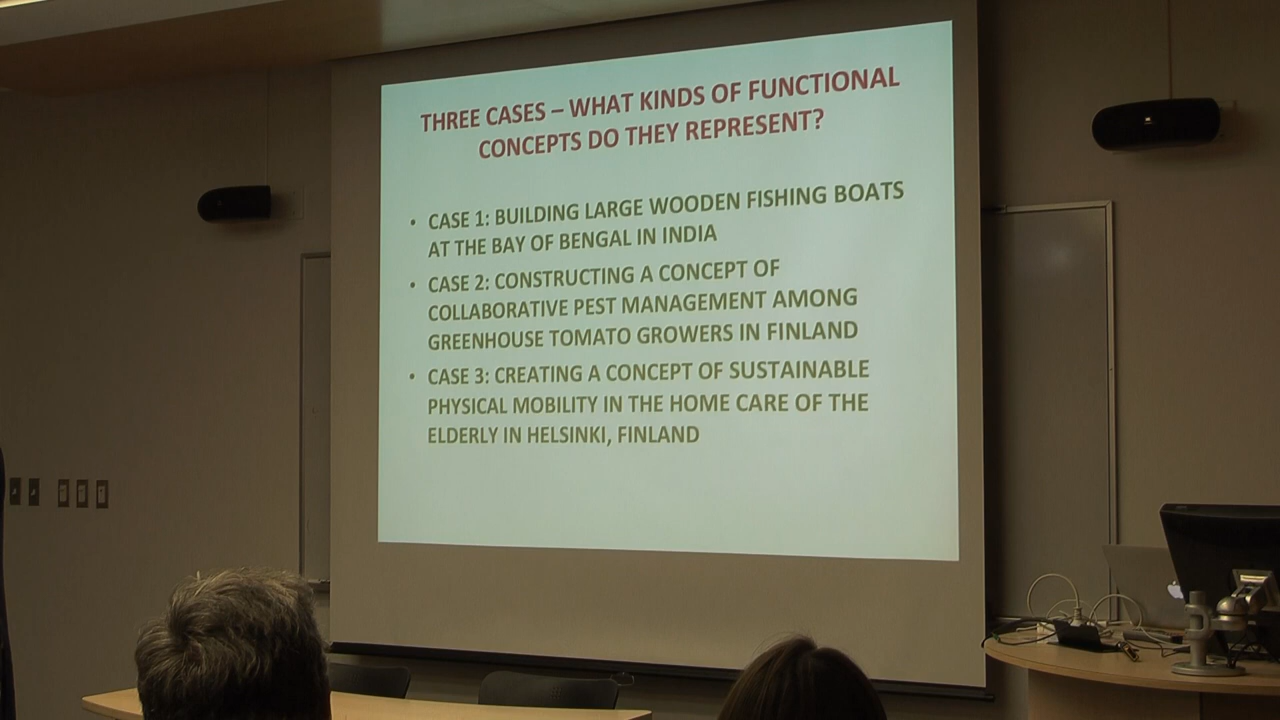 THREE CASES – WHAT KINDS OF FUNCTIONAL
CONCEPTS DO THEY REPRESENT?
• CASE 1: BUILDING LARGE WOODEN FISHING BOATS
AT THE BAY OF BENGAL IN INDIA
• CASE 2: CONSTRUCTING A CONCEPT OF
COLLABORATIVE PEST MANAGEMENT AMONG
GREENHOUSE TOMATO GROWERS IN FINLAND
• CASE 3: CREATING A CONCEPT OF SUSTAINABLE
PHYSICAL MOBILITY IN THE HOME CARE OF THE
ELDERLY IN HELSINKI, FINLAND